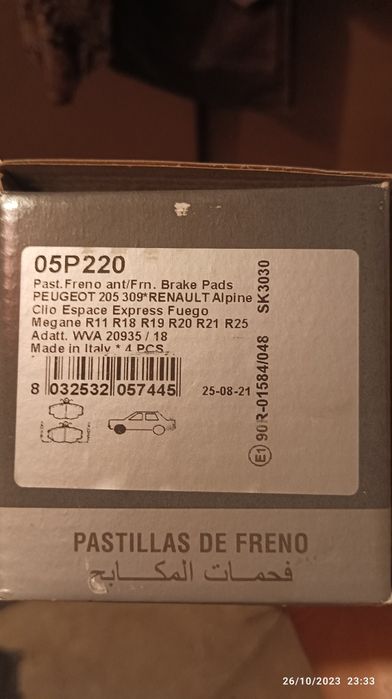 05P220
Past.Freno ant/Frn. Brake Pads
PEUGEOT 205 309*RENAULT Alpine
Clio Espace Express Fuego
Megane R11 R18 R19 R20 R21 R25
Adatt. WVA 20935 / 18
Made in Italy * 4 PCS
8 032532 057445
25-08-21
SK3030
E1 90R-01584/048
PASTILLAS DE FRENO
فحمات المكابح
26/10/2023 23:33